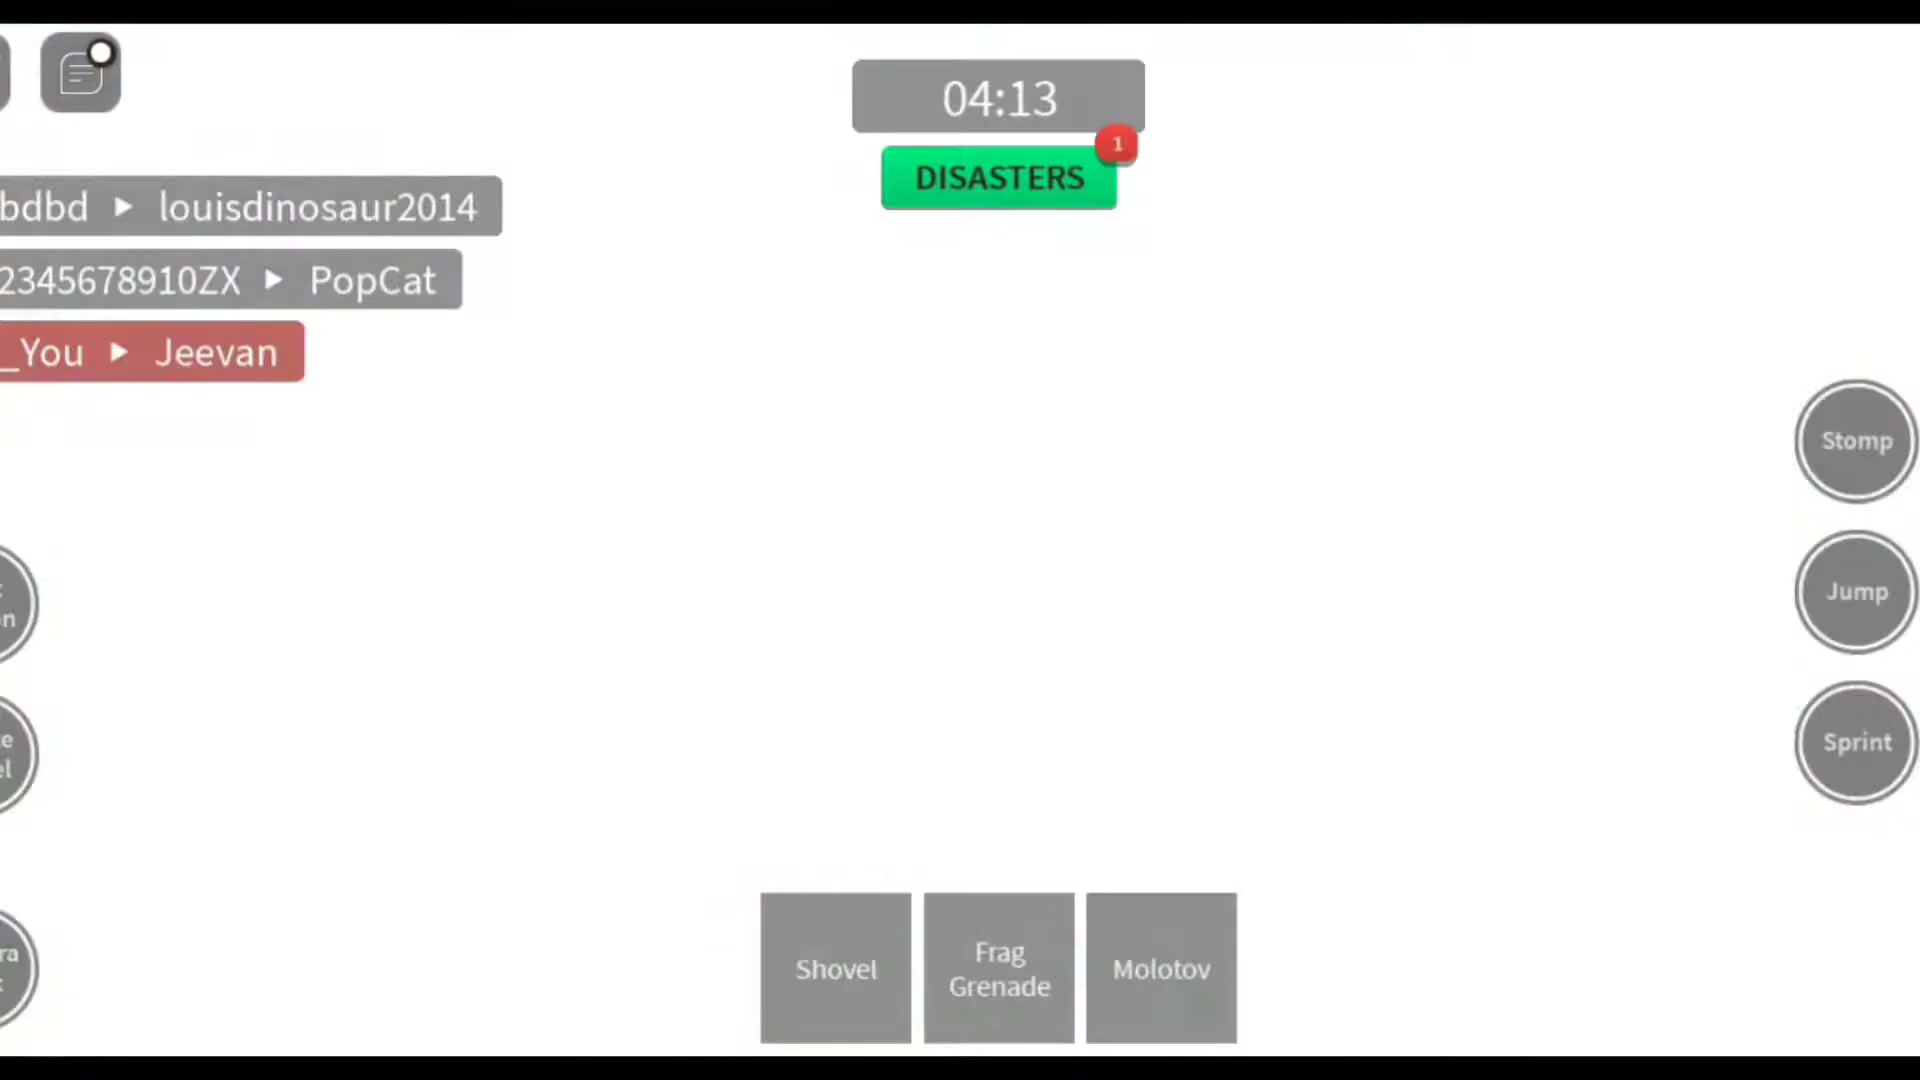 04:13
1
DISASTERS
bdbd ▶ louisdinosaur2014
2345678910ZX ▶ PopCat
_You ▶ Jeevan
Stomp
Jump
Sprint
Shovel
Frag
Grenade
Molotov